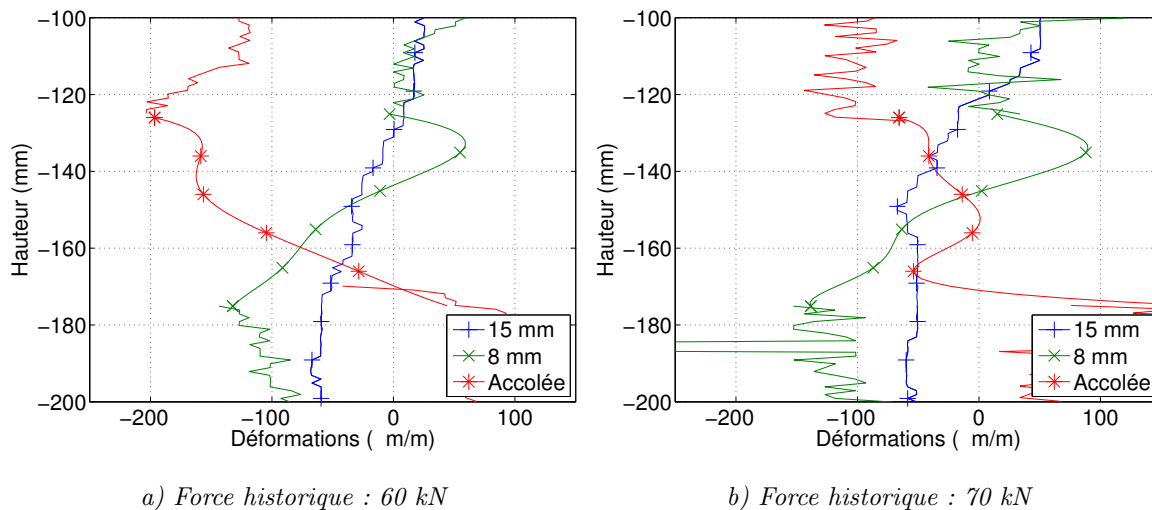 −100
−120
−140
−160
−180
−200
Hauteur (mm)
−200 −100 0 100
Déformations ( m/m)
15 mm
8 mm
Accolée
a) Force historique : 60 kN
−100
−120
−140
−160
−180
−200
Hauteur (mm)
−200 −100 0 100
Déformations ( m/m)
15 mm
8 mm
Accolée
b) Force historique : 70 kN